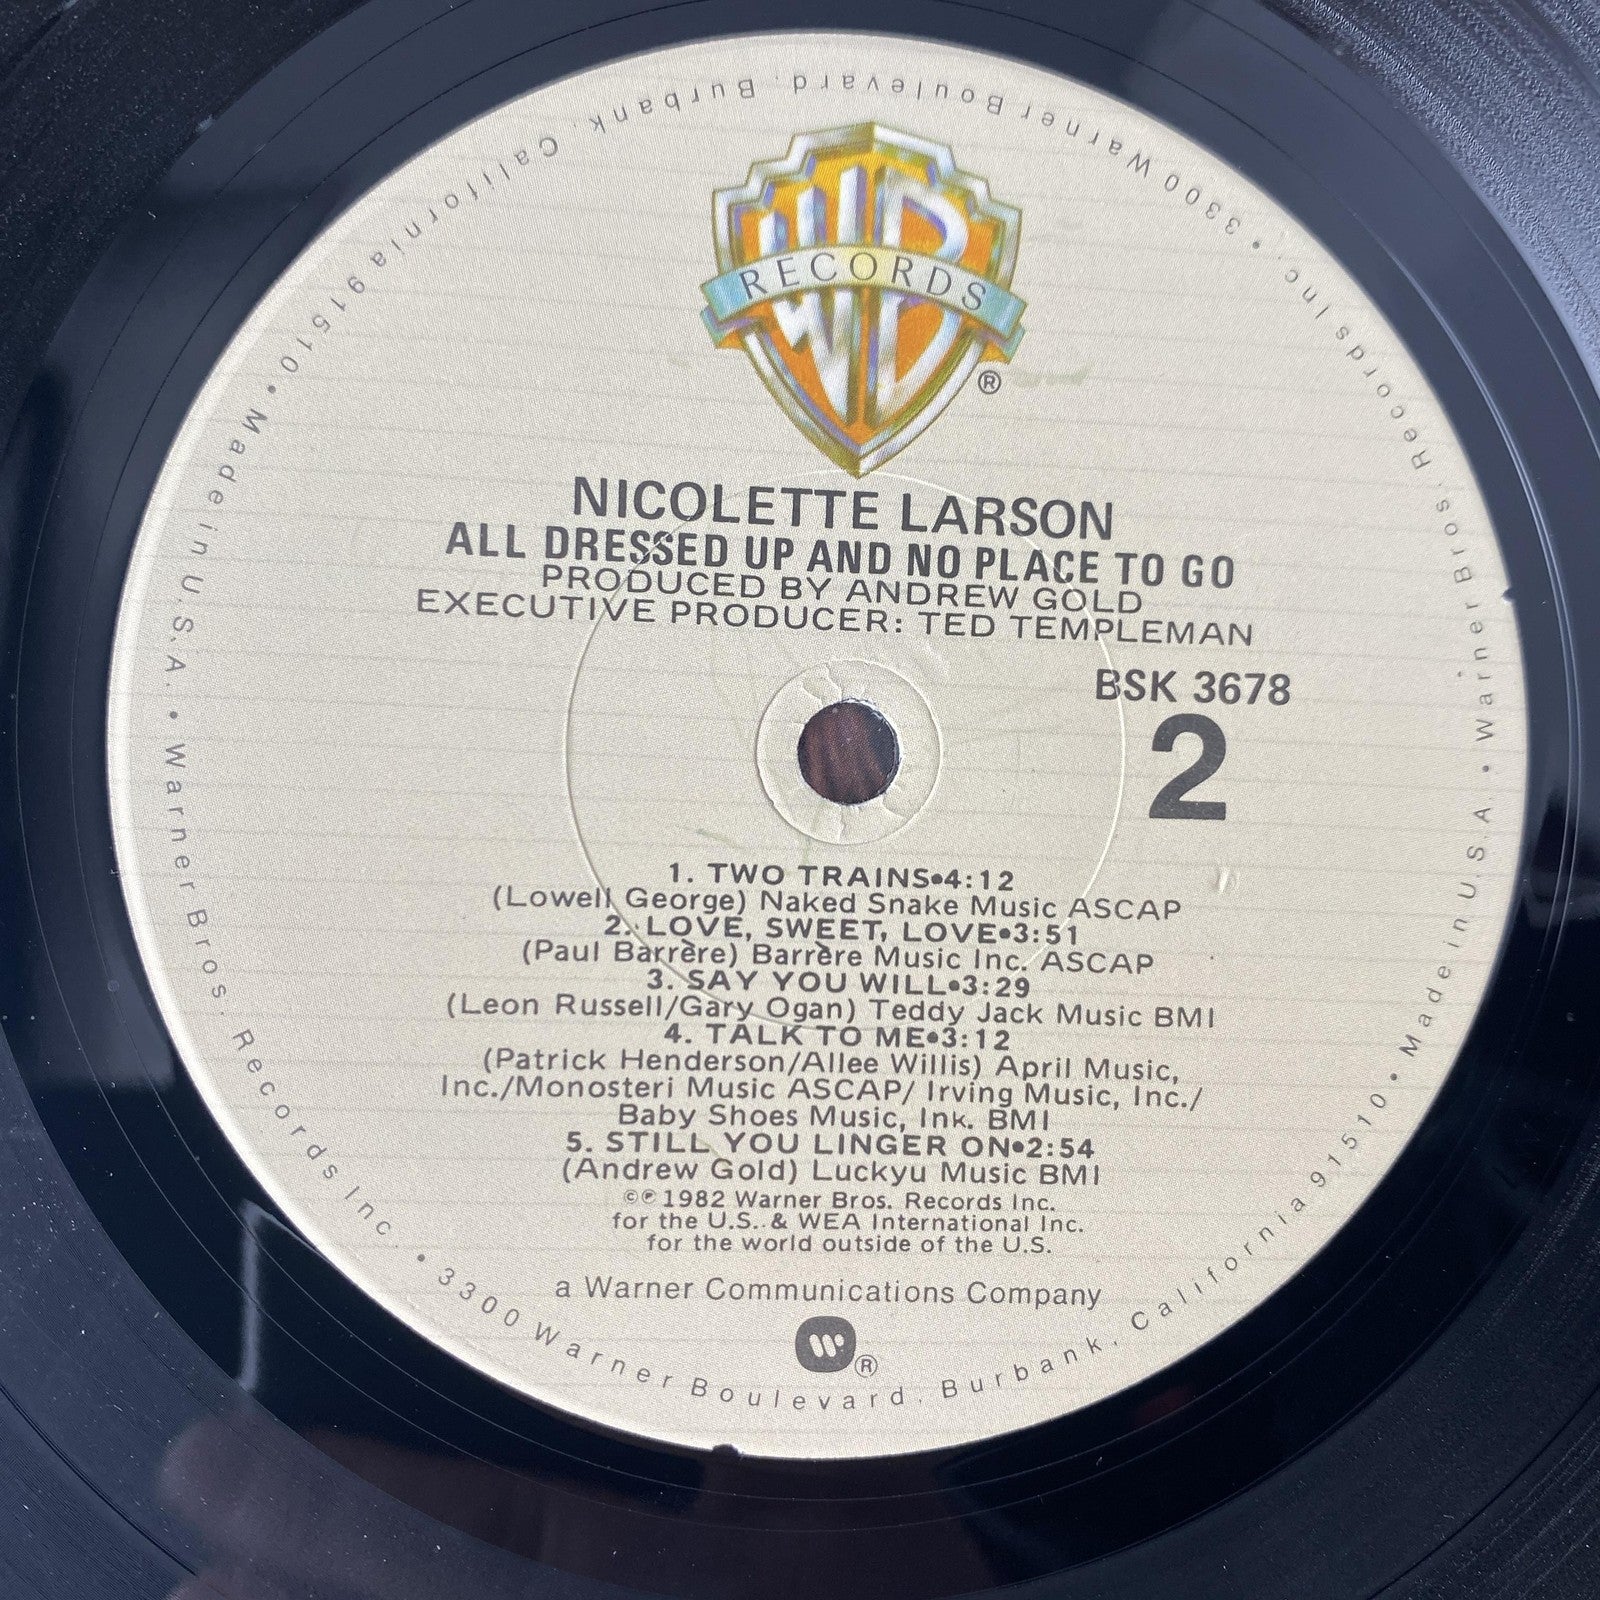 WB
RECORDS
®
NICOLETTE LARSON
ALL DRESSED UP AND NO PLACE TO GO
PRODUCED BY ANDREW GOLD
EXECUTIVE PRODUCER: TED TEMPLEMAN
BSK 3678
2
1. TWO TRAINS•4:12
(Lowell George) Naked Snake Music ASCAP
2. LOVE, SWEET, LOVE•3:51
(Paul Barrère) Barrère Music Inc. ASCAP
3. SAY YOU WILL•3:29
(Leon Russell/Gary Ogan) Teddy Jack Music BMI
4. TALK TO ME•3:12
(Patrick Henderson/Allee Willis) April Music,
Inc./Monosteri Music ASCAP/ Irving Music, Inc./
Baby Shoes Music, Ink. BMI
5. STILL YOU LINGER ON•2:54
(Andrew Gold) Luckyu Music BMI
©℗ 1982 Warner Bros. Records Inc.
for the U.S. & WEA International Inc.
for the world outside of the U.S.
a Warner Communications Company
®
Warner Bros. Records Inc. • 3300 Warner Boulevard, Burbank, California 91510 • Made in U.S.A. • Warner Bros. Records Inc. • 3300 Warner Boulevard, Burbank, California 91510 • Made in U.S.A. •